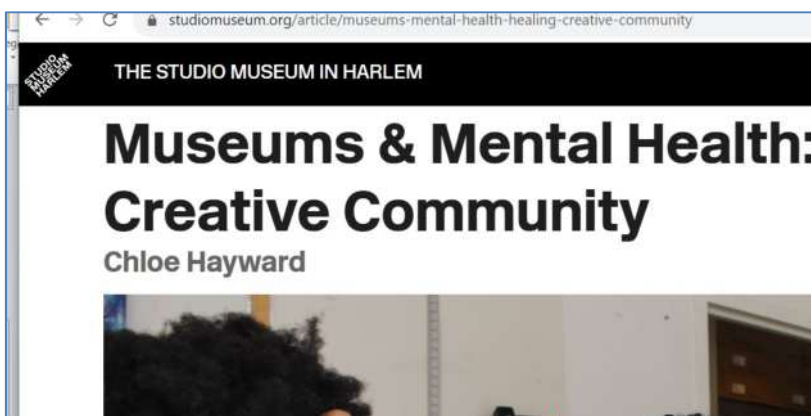 studiomuseum.org/article/museums-mental-health-healing-creative-community
STUDIO
MUSEUM
HARLEM
THE STUDIO MUSEUM IN HARLEM
Museums & Mental Health:
Creative Community
Chloe Hayward